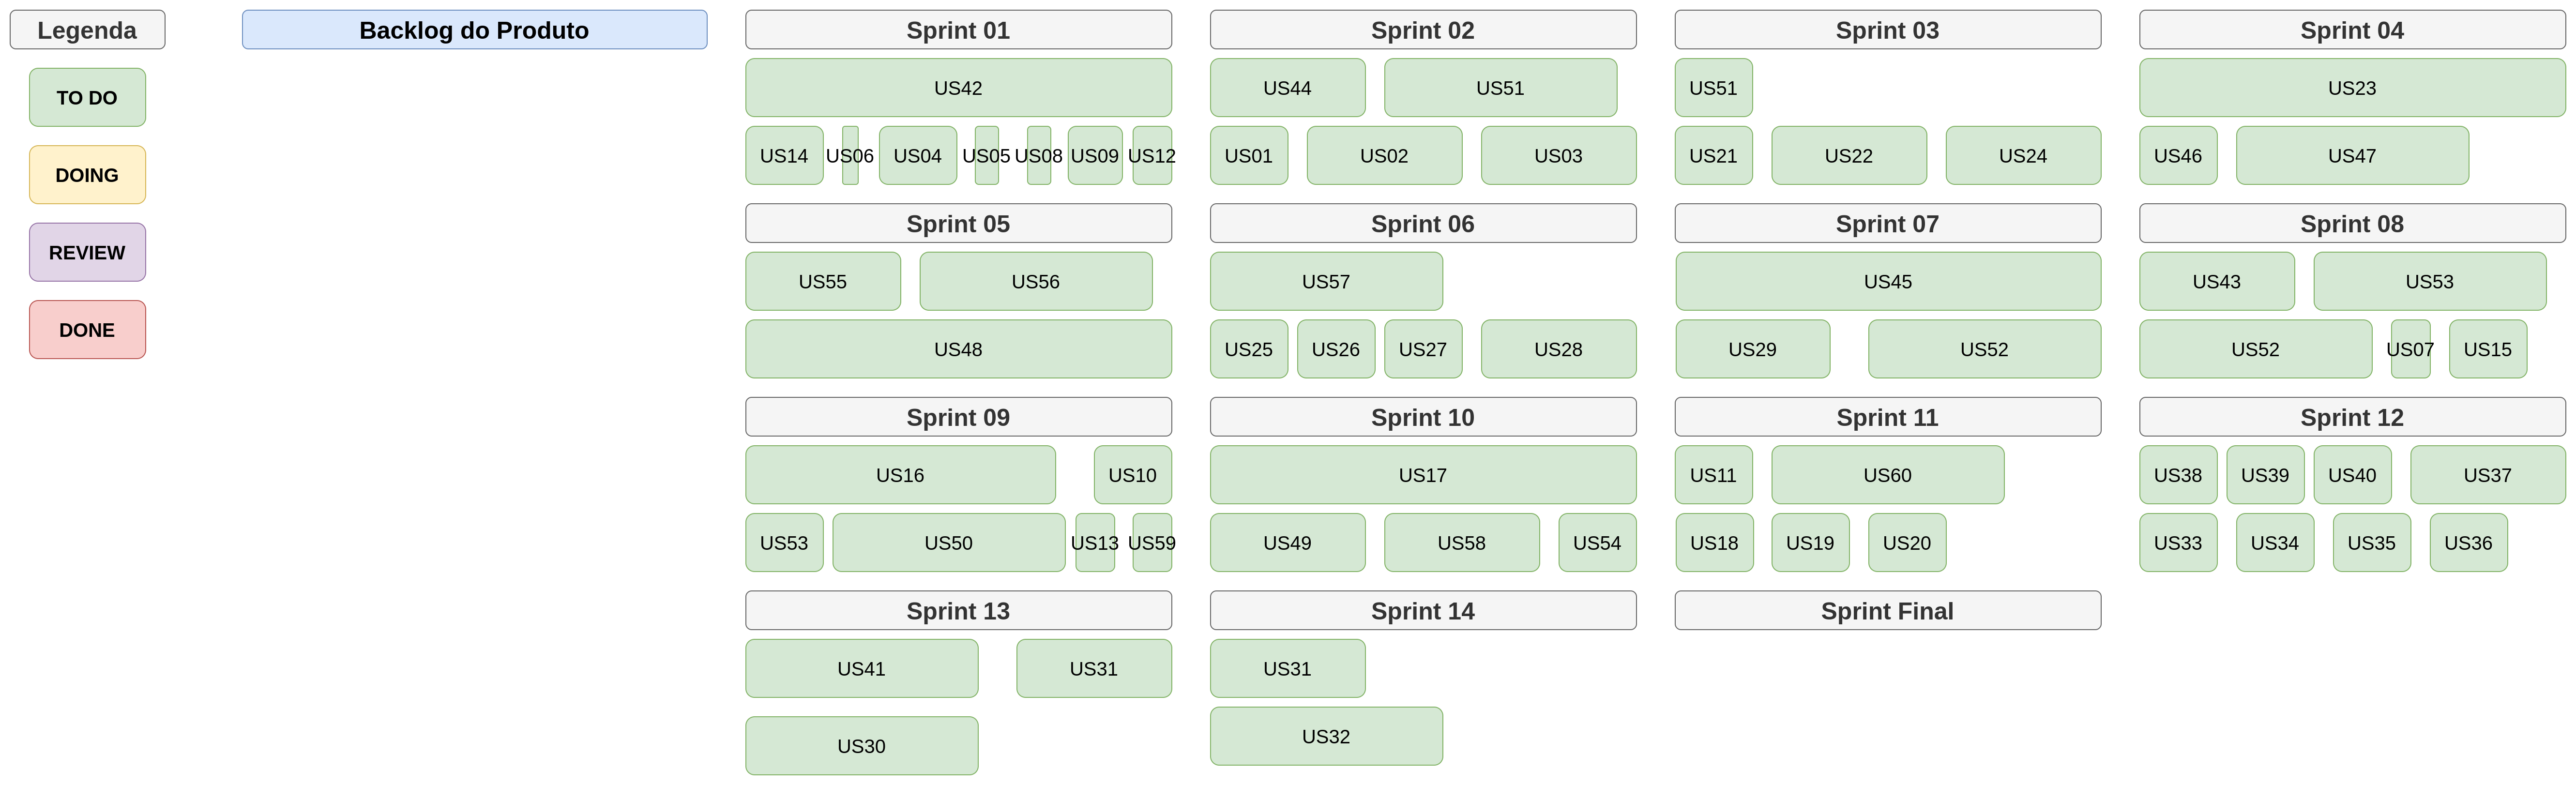 Legenda
TO DO
DOING
REVIEW
DONE
Backlog do Produto
Sprint 01
US42
US14 US06 US04 US05 US08 US09 US12
Sprint 02
US44 US51
US01 US02 US03
Sprint 03
US51
US21 US22 US24
Sprint 04
US23
US46 US47
Sprint 05
US55 US56
US48
Sprint 06
US57
US25 US26 US27 US28
Sprint 07
US45
US29 US52
Sprint 08
US43 US53
US52 US07 US15
Sprint 09
US16 US10
US53 US50 US13 US59
Sprint 10
US17
US49 US58 US54
Sprint 11
US11 US60
US18 US19 US20
Sprint 12
US38 US39 US40 US37
US33 US34 US35 US36
Sprint 13
US41 US31
US30
Sprint 14
US31
US32
Sprint Final